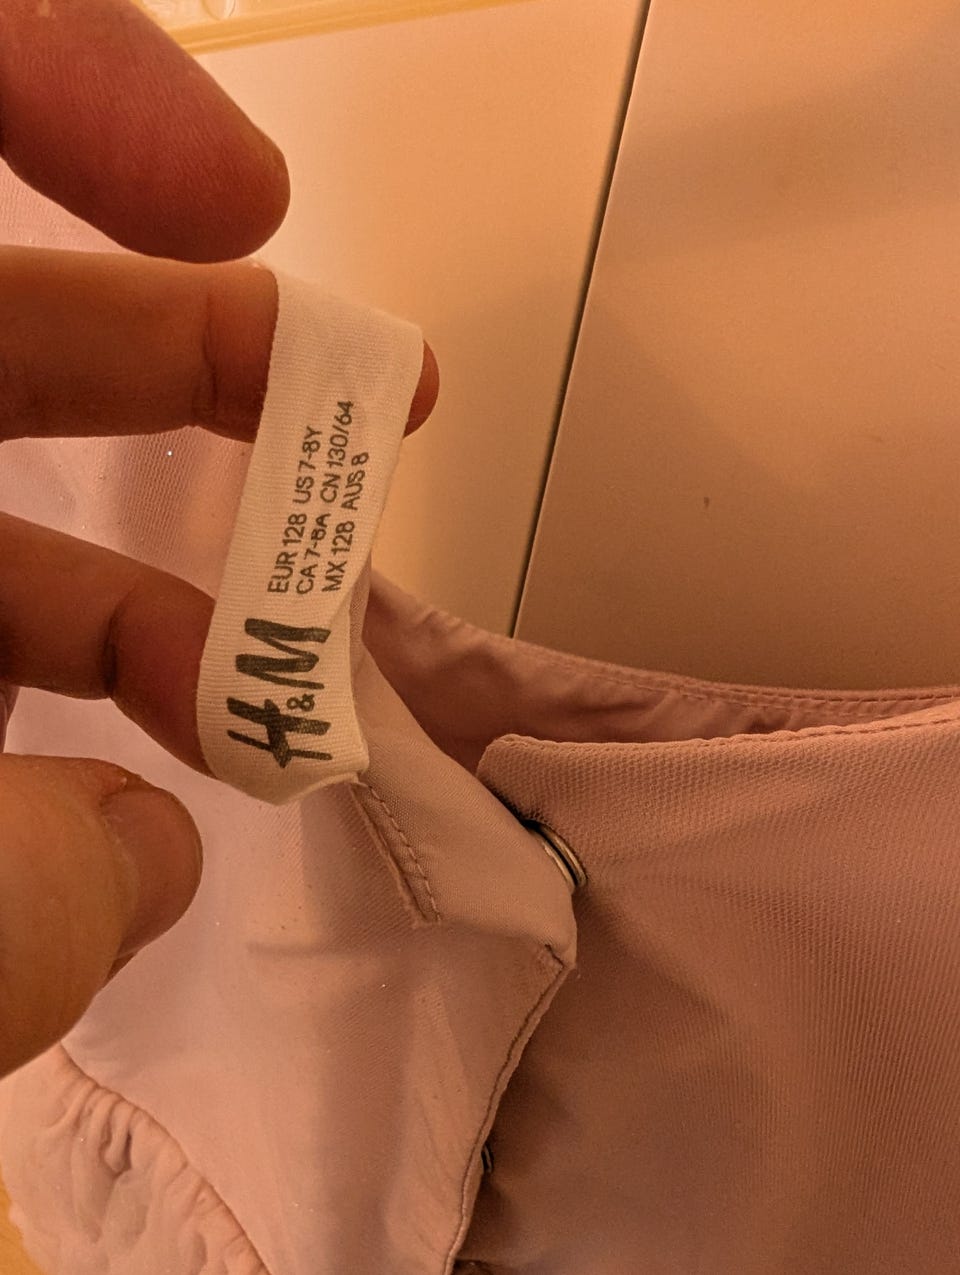 H&M
EUR 128 US 7-8Y
CA 7-8A CN 130/64
MX 128 AUS 8